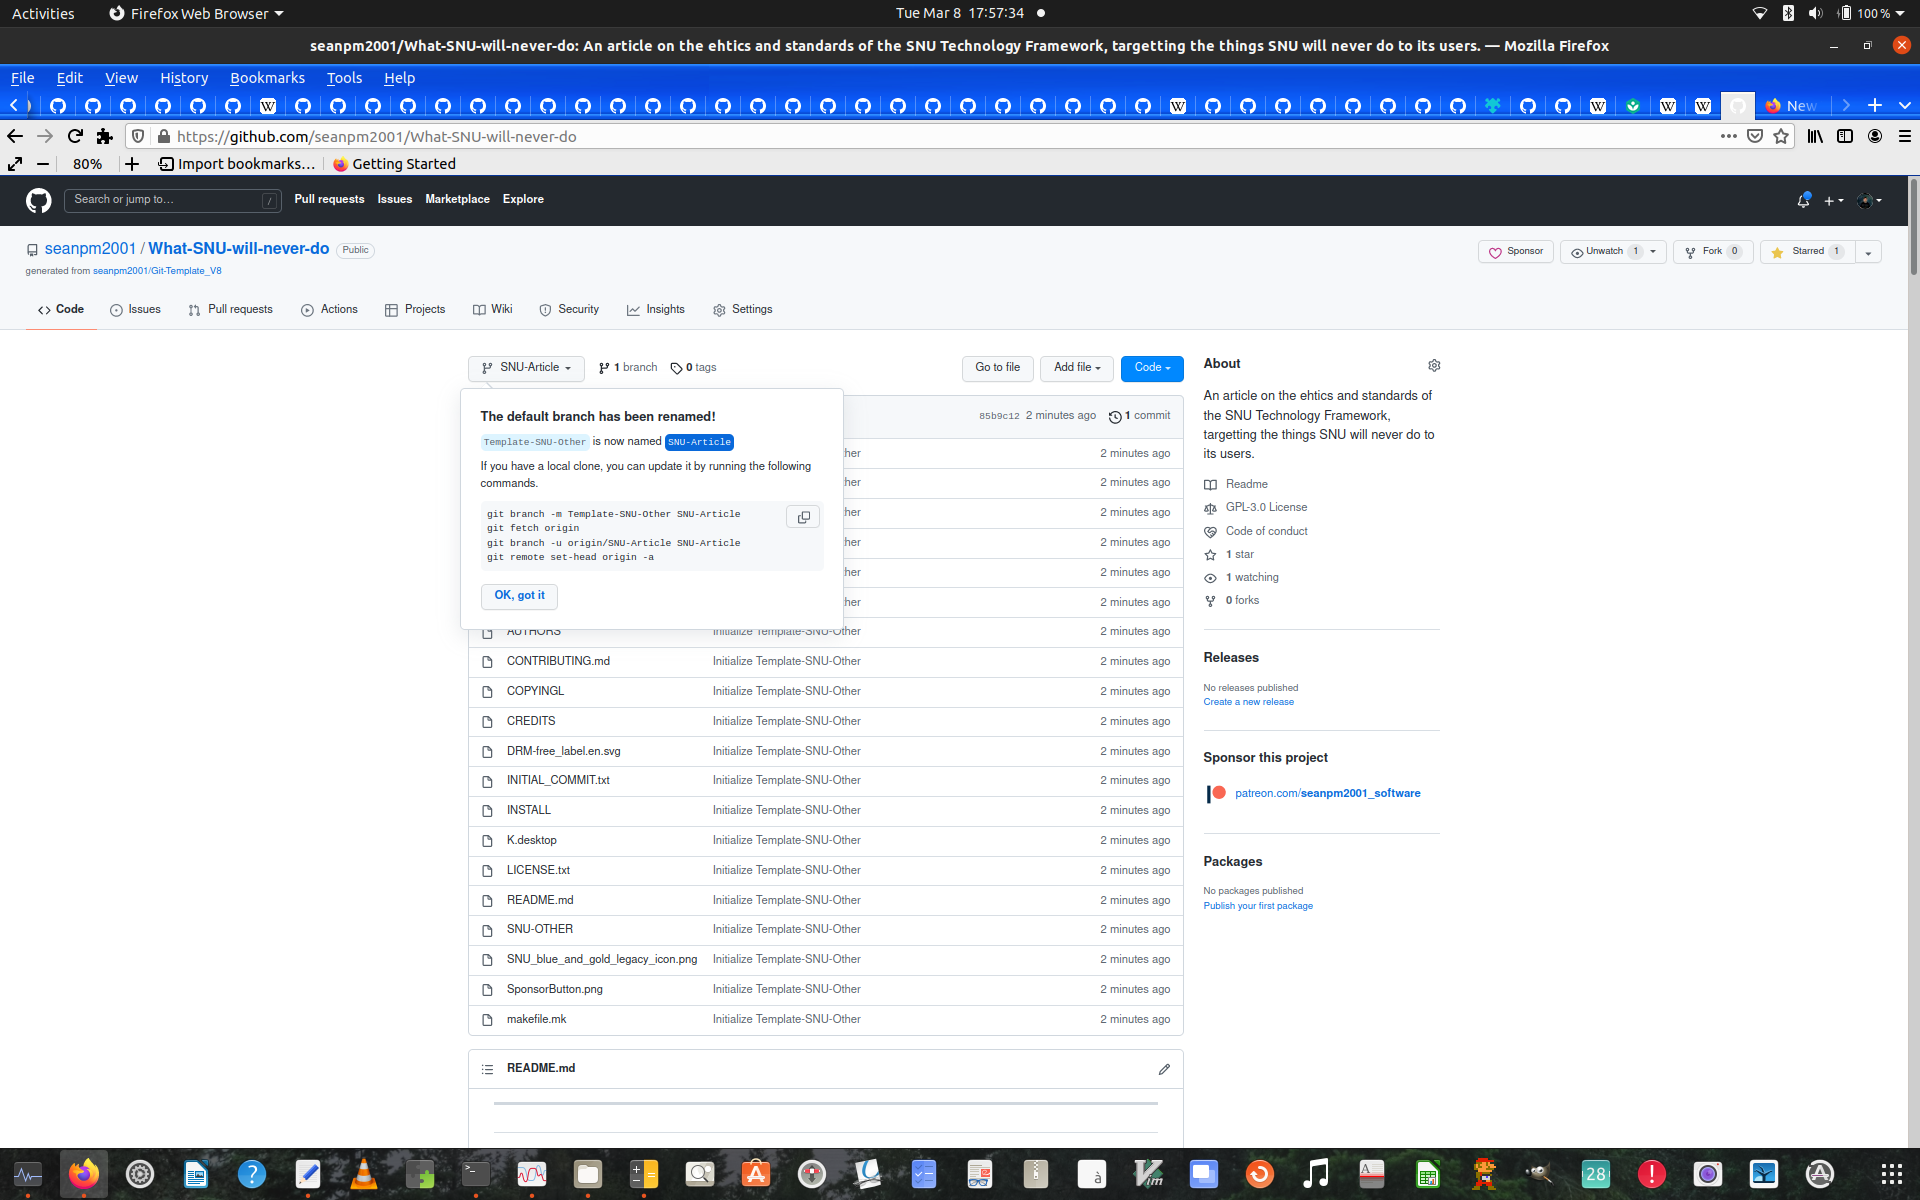 Activities
Firefox Web Browser
Tue Mar 8 17:57:34
100 %
seanpm2001/What-SNU-will-never-do: An article on the ehtics and standards of the SNU Technology Framework, targetting the things SNU will never do to its users. — Mozilla Firefox
File Edit View History Bookmarks Tools Help
New
https://github.com/seanpm2001/What-SNU-will-never-do
80%
Import bookmarks…
Getting Started
Search or jump to…
/
Pull requests Issues Marketplace Explore
seanpm2001 / What-SNU-will-never-do Public
generated from seanpm2001/Git-Template_V8
Sponsor
Unwatch 1
Fork 0
Starred 1
Code Issues Pull requests Actions Projects Wiki Security Insights Settings
SNU-Article
1 branch
0 tags
Go to file
Add file
Code
The default branch has been renamed!
Template-SNU-Other is now named SNU-Article
If you have a local clone, you can update it by running the following
commands.
git branch -m Template-SNU-Other SNU-Article
git fetch origin
git branch -u origin/SNU-Article SNU-Article
git remote set-head origin -a
OK, got it
85b9c12 2 minutes ago 1 commit
her 2 minutes ago
her 2 minutes ago
her 2 minutes ago
her 2 minutes ago
her 2 minutes ago
her 2 minutes ago
AUTHORS Initialize Template-SNU-Other 2 minutes ago
CONTRIBUTING.md Initialize Template-SNU-Other 2 minutes ago
COPYINGL Initialize Template-SNU-Other 2 minutes ago
CREDITS Initialize Template-SNU-Other 2 minutes ago
DRM-free_label.en.svg Initialize Template-SNU-Other 2 minutes ago
INITIAL_COMMIT.txt Initialize Template-SNU-Other 2 minutes ago
INSTALL Initialize Template-SNU-Other 2 minutes ago
K.desktop Initialize Template-SNU-Other 2 minutes ago
LICENSE.txt Initialize Template-SNU-Other 2 minutes ago
README.md Initialize Template-SNU-Other 2 minutes ago
SNU-OTHER Initialize Template-SNU-Other 2 minutes ago
SNU_blue_and_gold_legacy_icon.png Initialize Template-SNU-Other 2 minutes ago
SponsorButton.png Initialize Template-SNU-Other 2 minutes ago
makefile.mk Initialize Template-SNU-Other 2 minutes ago
README.md
About
An article on the ehtics and standards of
the SNU Technology Framework,
targetting the things SNU will never do to
its users.
Readme
GPL-3.0 License
Code of conduct
1 star
1 watching
0 forks
Releases
No releases published
Create a new release
Sponsor this project
patreon.com/seanpm2001_software
Packages
No packages published
Publish your first package
28